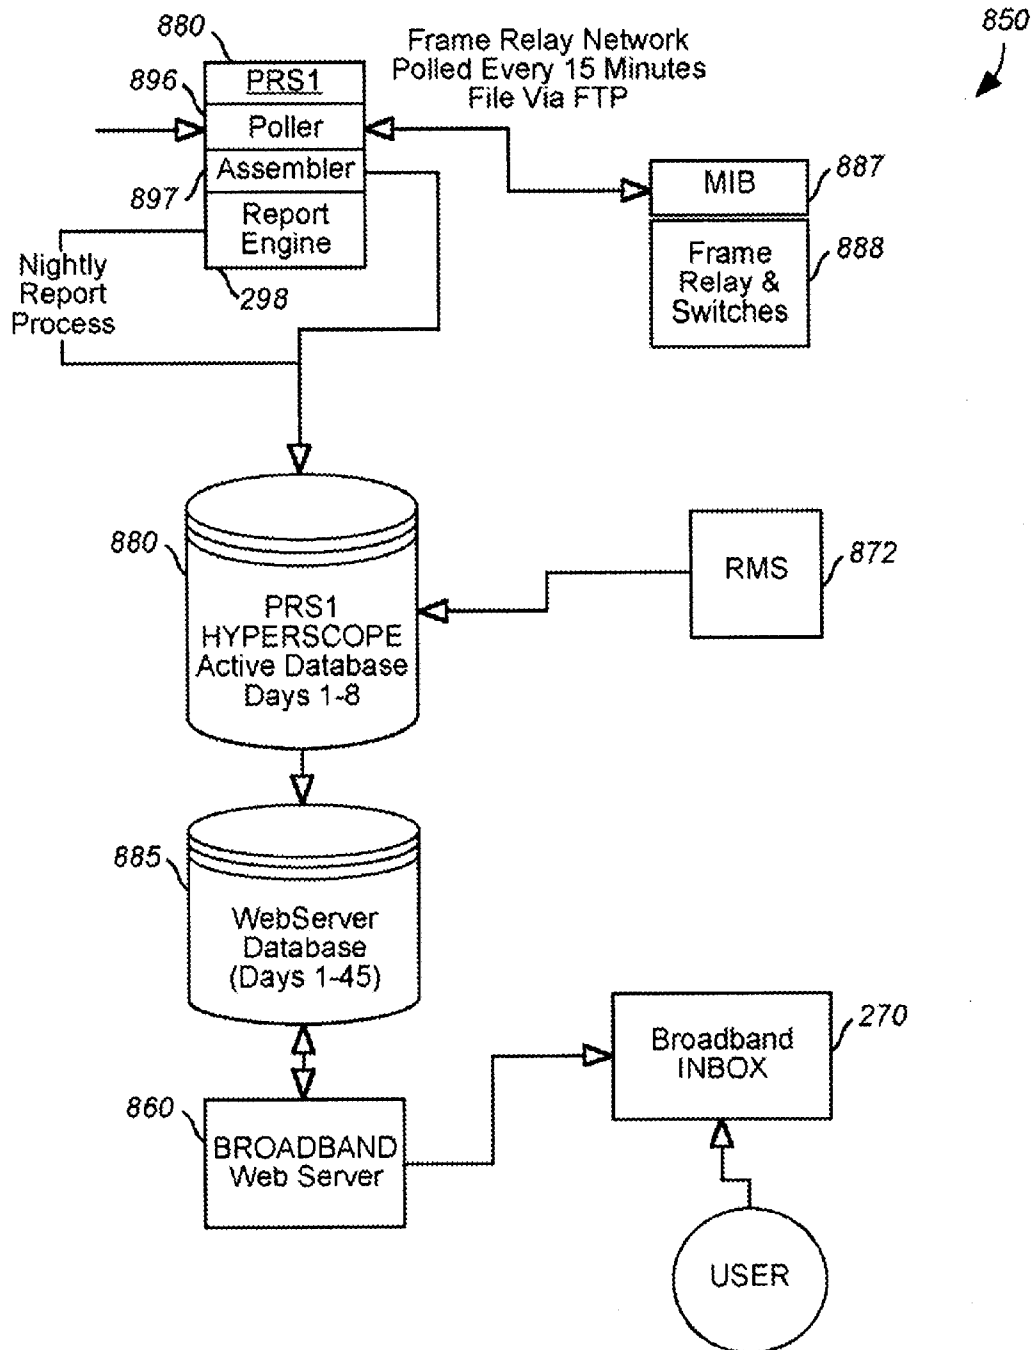 850
880
Frame Relay Network
Polled Every 15 Minutes
File Via FTP
PRS1
896
Poller
Assembler
897
Report
Engine
298
Nightly
Report
Process
MIB
887
Frame
Relay &
Switches
888
880
PRS1
HYPERSCOPE
Active Database
Days 1-8
RMS
872
885
WebServer
Database
(Days 1-45)
860
BROADBAND
Web Server
Broadband
INBOX
270
USER